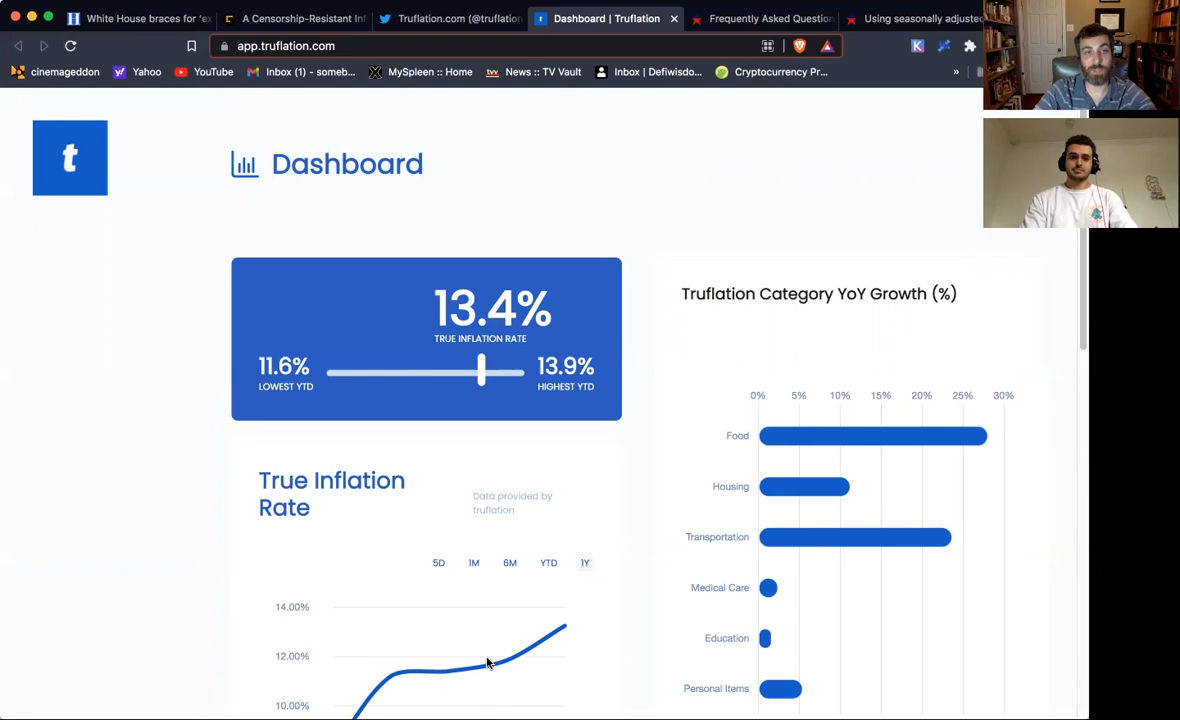 White House braces for 'ex
A Censorship-Resistant Inf
Truflation.com (@truflation
Dashboard | Truflation
Frequently Asked Question
Using seasonally adjusted
app.truflation.com
cinemageddon
Yahoo
YouTube
Inbox (1) - someb...
MySpleen :: Home
tvv
News :: TV Vault
Inbox | Defiwisdo...
Cryptocurrency Pr...
»
t
Dashboard
13.4%
TRUE INFLATION RATE
11.6%
LOWEST YTD
13.9%
HIGHEST YTD
True Inflation
Rate
Data provided by
truflation
5D 1M 6M YTD 1Y
14.00%
12.00%
10.00%
Truflation Category YoY Growth (%)
0% 5% 10% 15% 20% 25% 30%
Food
Housing
Transportation
Medical Care
Education
Personal Items